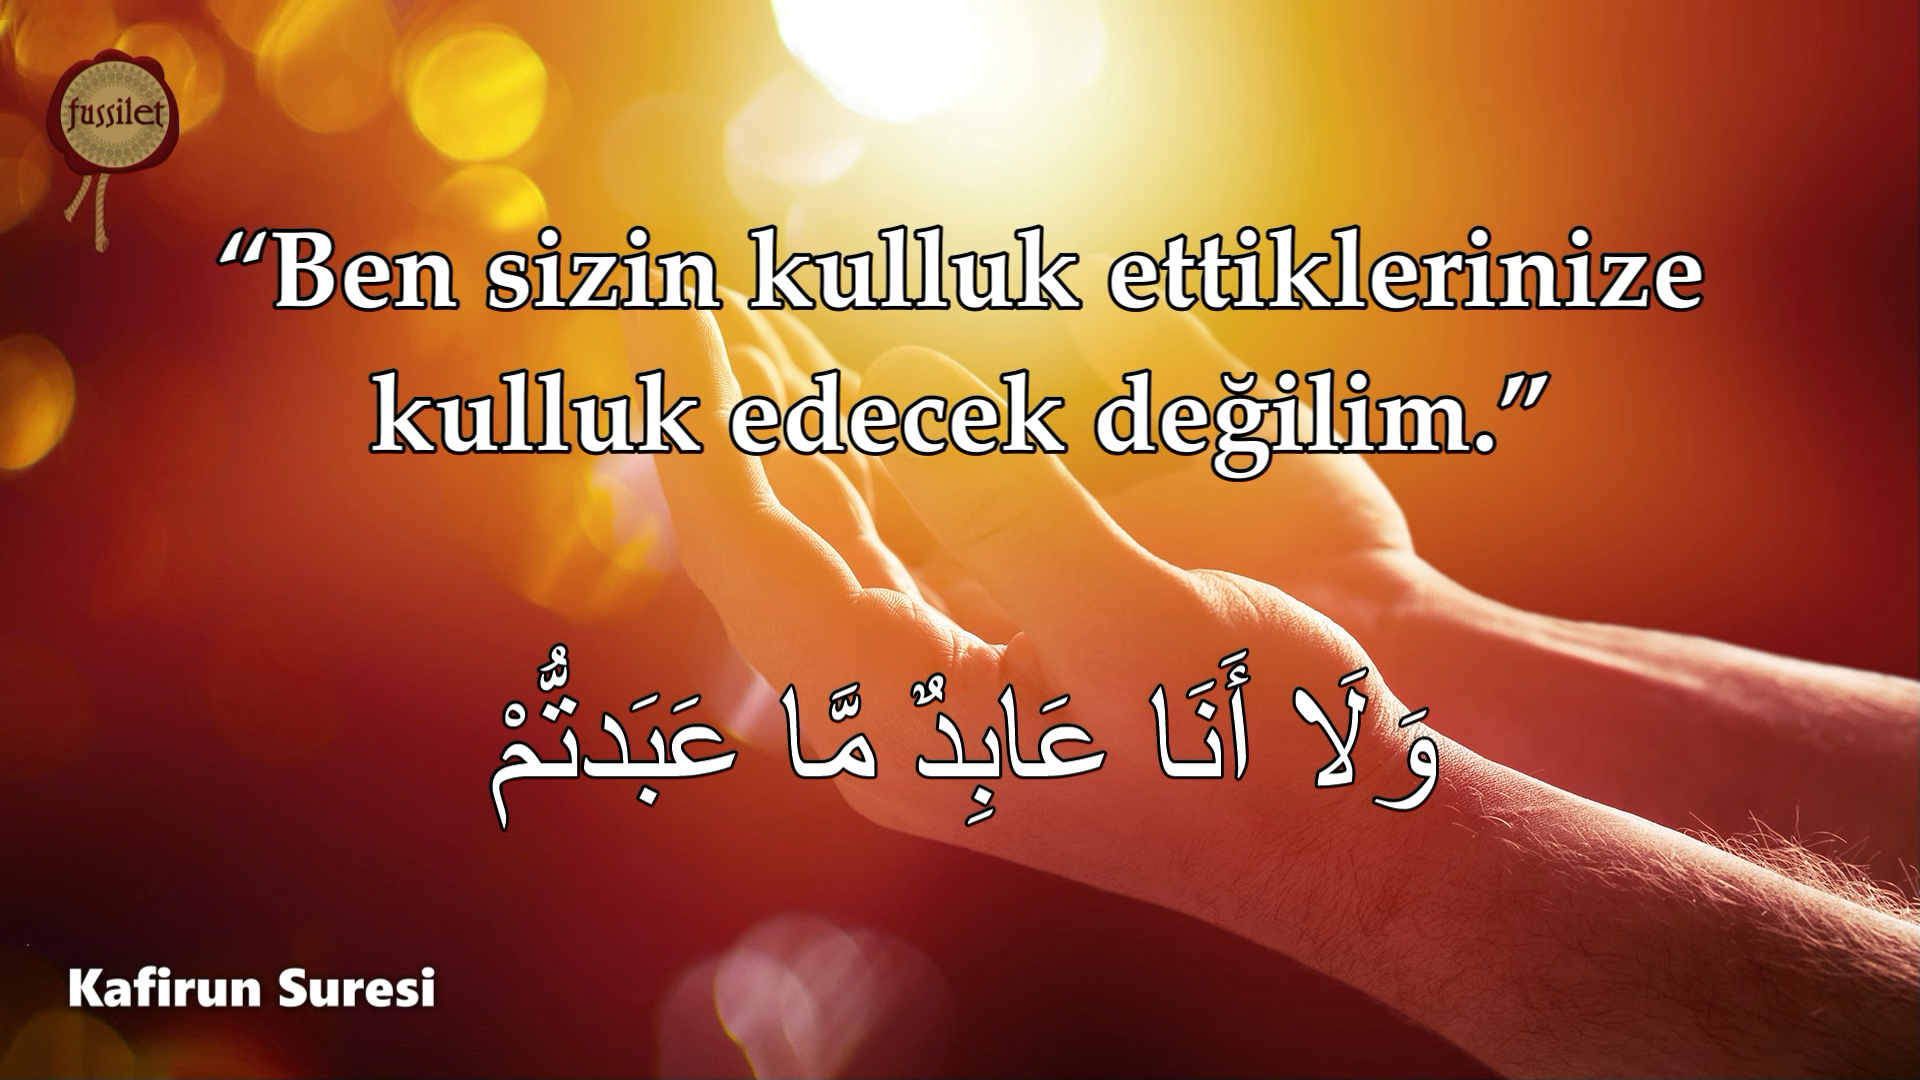 fussilet
“Ben sizin kulluk ettiklerinize
kulluk edecek değilim.”
وَلَا أَنَا عَابِدٌ مَّا عَبَدتُّمْ
Kafirun Suresi